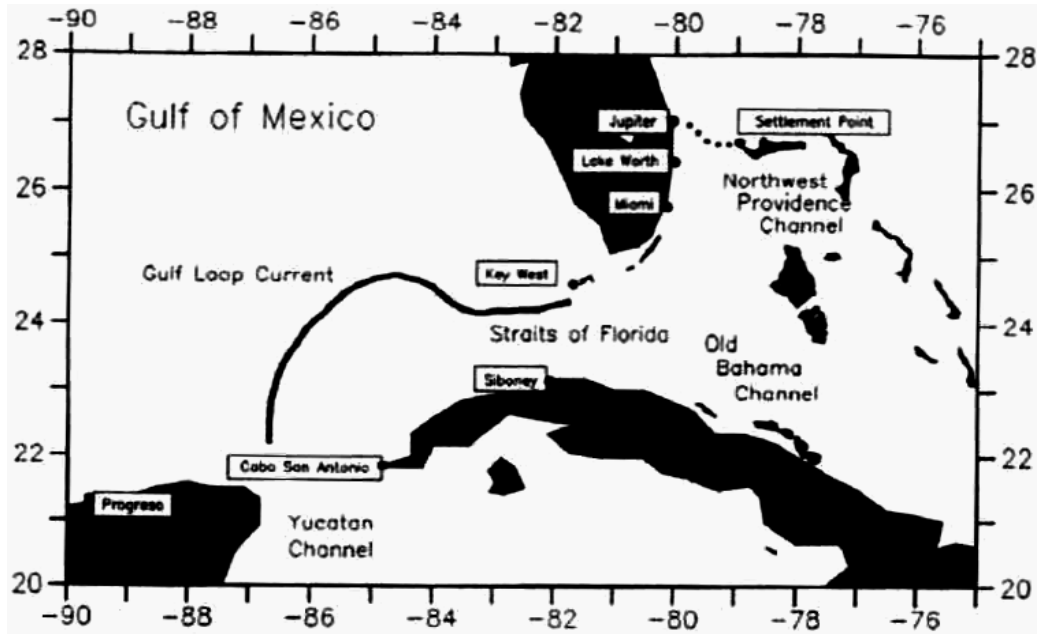 -90 -88 -86 -84 -82 -80 -78 -76
28 28
Gulf of Mexico
Jupiter
Settlement Point
Lake Worth
26 26
Northwest
Providence
Channel
Miami
Gulf Loop Current
Key West
24 24
Straits of Florida
Old
Bahama
Channel
Siboney
22 22
Cabo San Antonio
Progreso
Yucatan
Channel
20 20
-90 -88 -86 -84 -82 -80 -78 -76